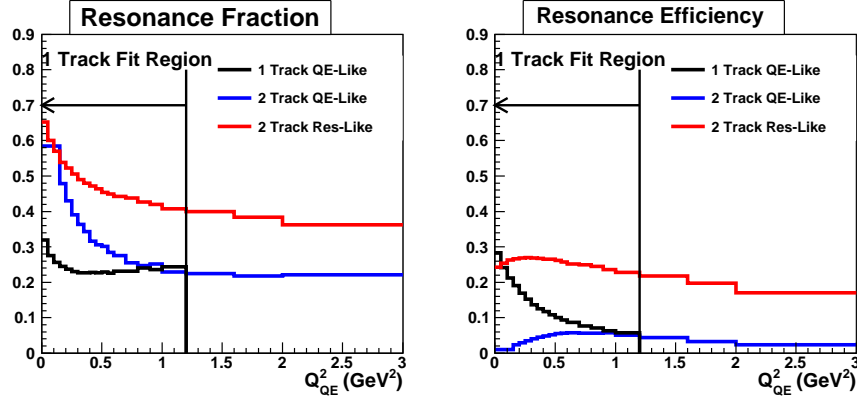 Resonance Fraction
0.9
0.8
0.7
0.6
0.5
0.4
0.3
0.2
0.1
0
1 Track Fit Region
1 Track QE-Like
2 Track QE-Like
2 Track Res-Like
0 0.5 1 1.5 2 2.5 3
Q²QE (GeV²)
Resonance Efficiency
0.9
0.8
0.7
0.6
0.5
0.4
0.3
0.2
0.1
0
1 Track Fit Region
1 Track QE-Like
2 Track QE-Like
2 Track Res-Like
0 0.5 1 1.5 2 2.5 3
Q²QE (GeV²)